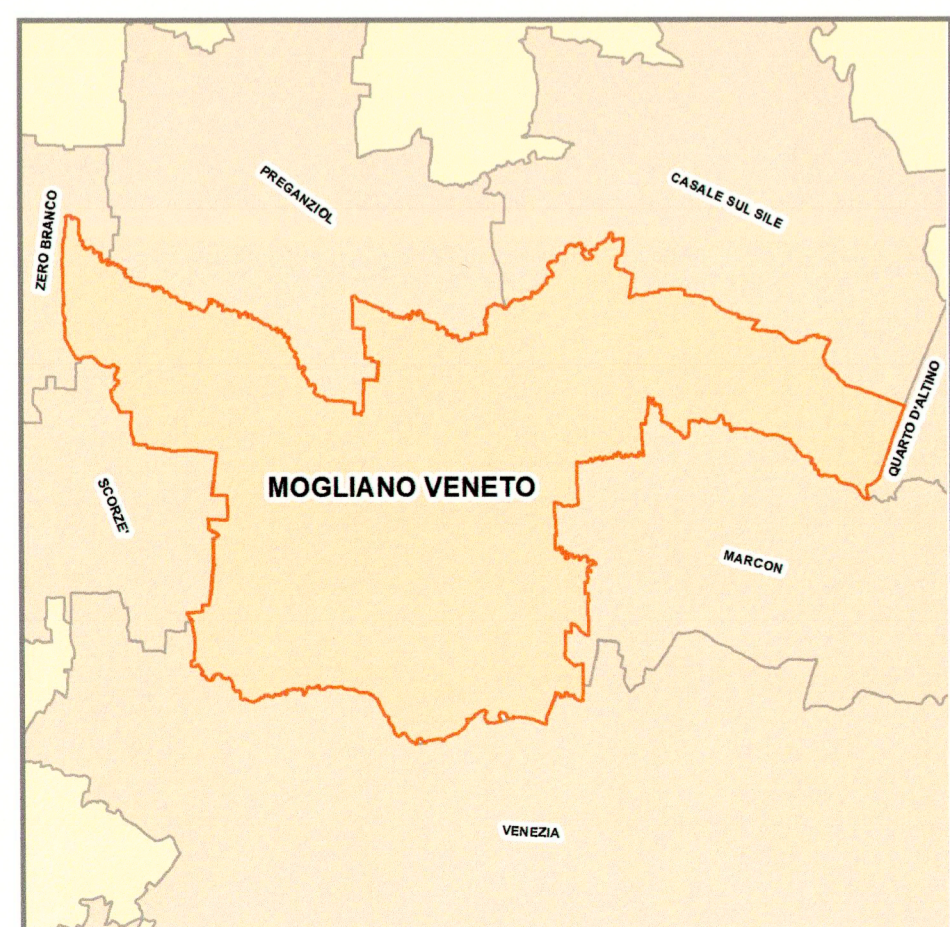 PREGANZIOL
CASALE SUL SILE
ZERO BRANCO
QUARTO D'ALTINO
MOGLIANO VENETO
SCORZE'
MARCON
VENEZIA